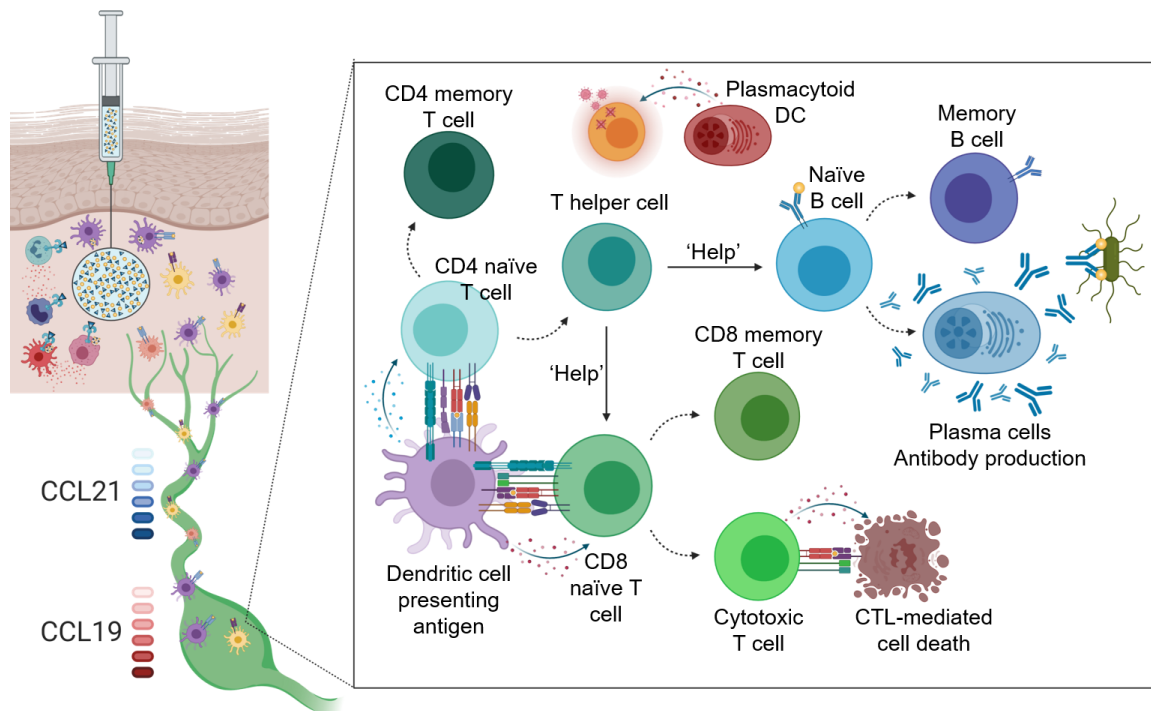 CD4 memory
T cell
Plasmacytoid
DC
Memory
B cell
Naïve
B cell
T helper cell
'Help'
CD4 naïve
T cell
CD8 memory
T cell
'Help'
Plasma cells
Antibody production
CCL21
CCL19
Dendritic cell
presenting
antigen
CD8
naïve T
cell
Cytotoxic
T cell
CTL-mediated
cell death